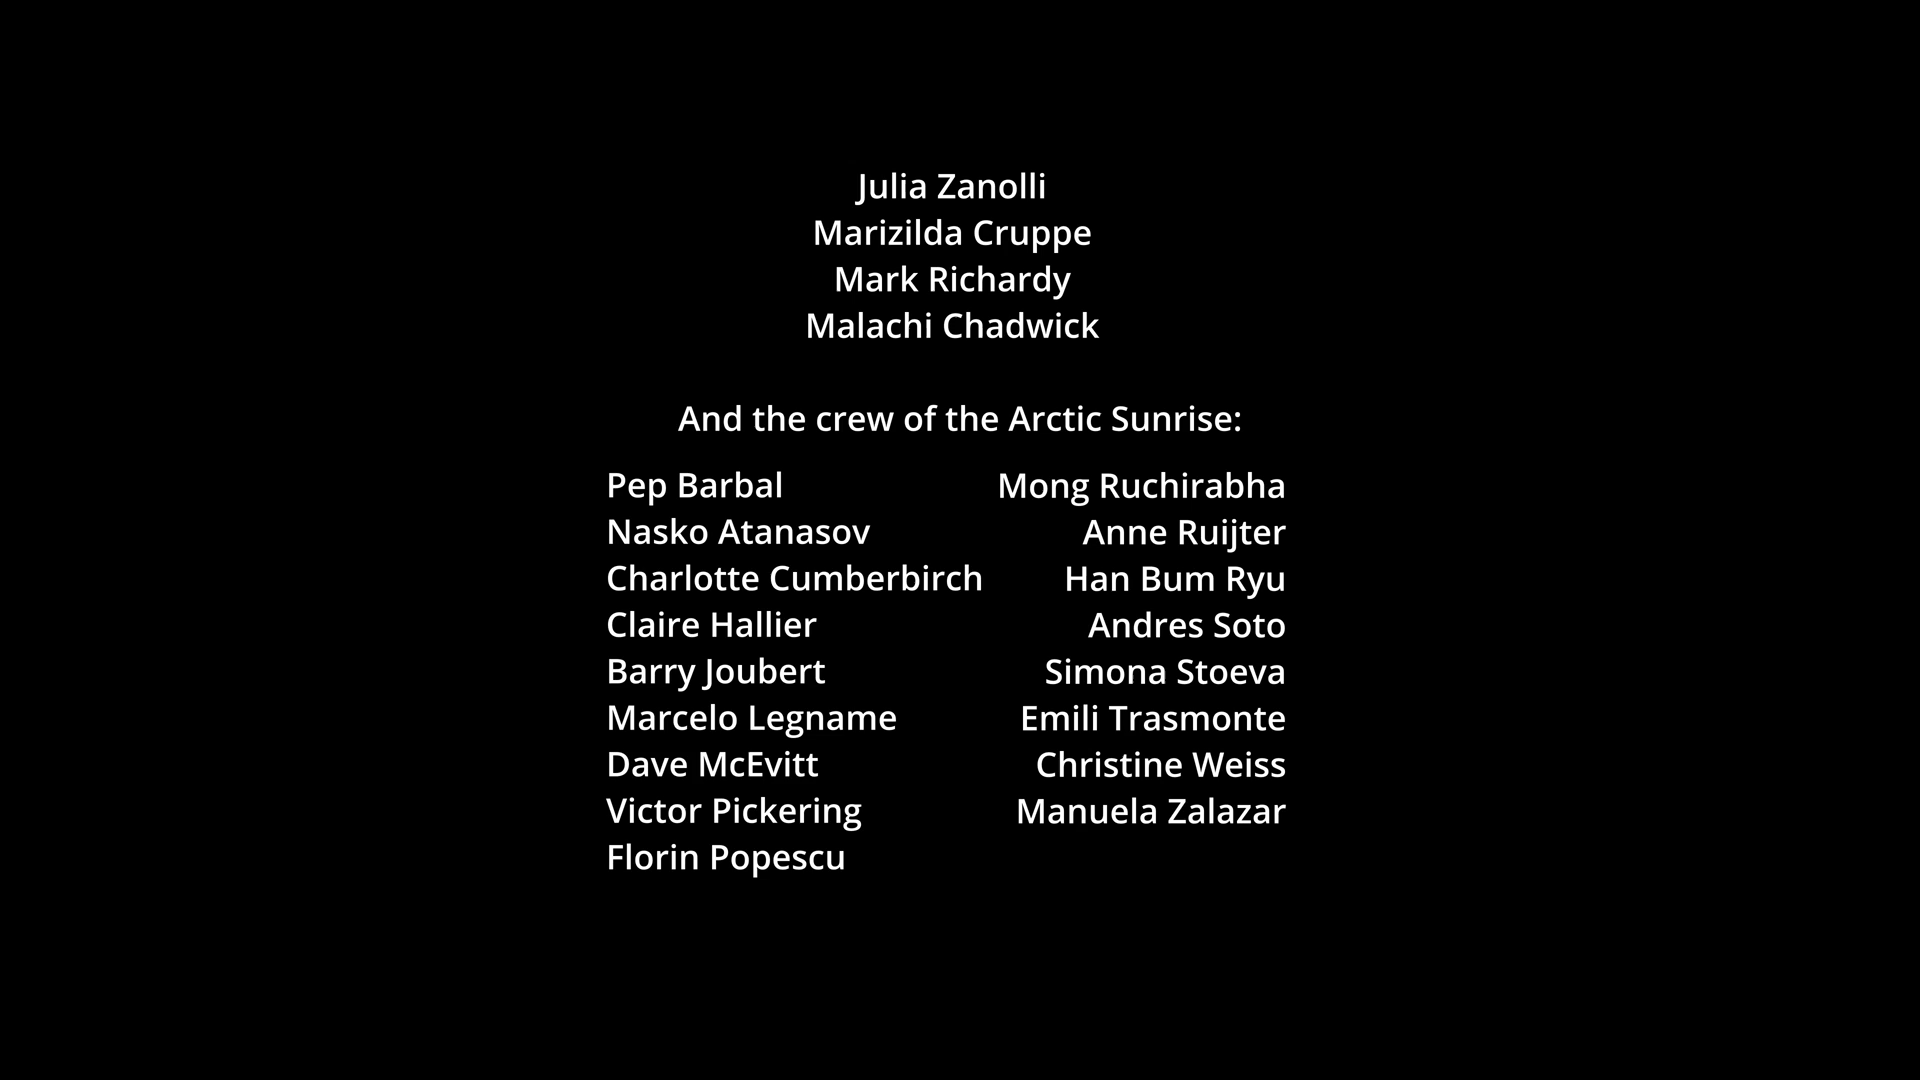 Julia Zanolli
Marizilda Cruppe
Mark Richardy
Malachi Chadwick
And the crew of the Arctic Sunrise:
Pep Barbal
Nasko Atanasov
Charlotte Cumberbirch
Claire Hallier
Barry Joubert
Marcelo Legname
Dave McEvitt
Victor Pickering
Florin Popescu
Mong Ruchirabha
Anne Ruijter
Han Bum Ryu
Andres Soto
Simona Stoeva
Emili Trasmonte
Christine Weiss
Manuela Zalazar